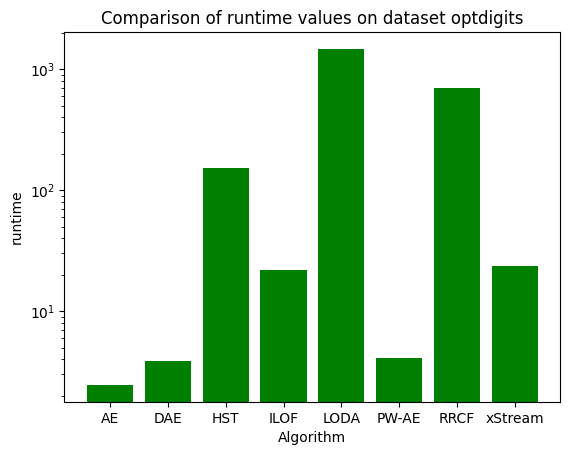 Comparison of runtime values on dataset optdigits
10³
10²
10¹
runtime
AE DAE HST ILOF LODA PW-AE RRCF xStream
Algorithm